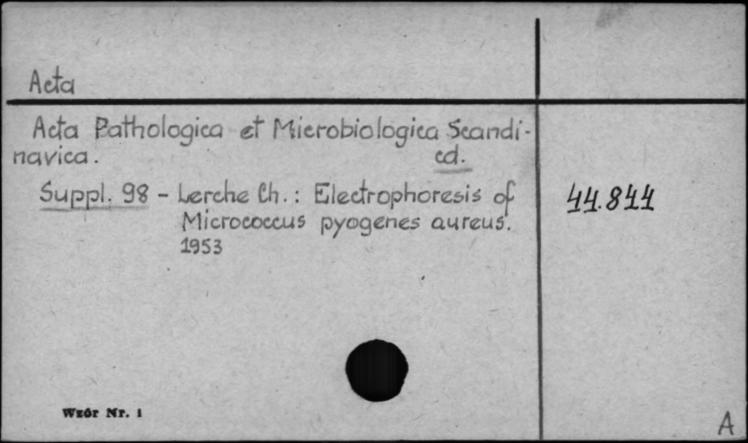 Acta
Acta Pathologica et Microbiologica Scandi-
navica. cd.
Suppl. 98 - Lerche Ch.: Electrophoresis of 44.844
Micrococcus pyogenes aureus.
1953
Wzór Nr. 1
A